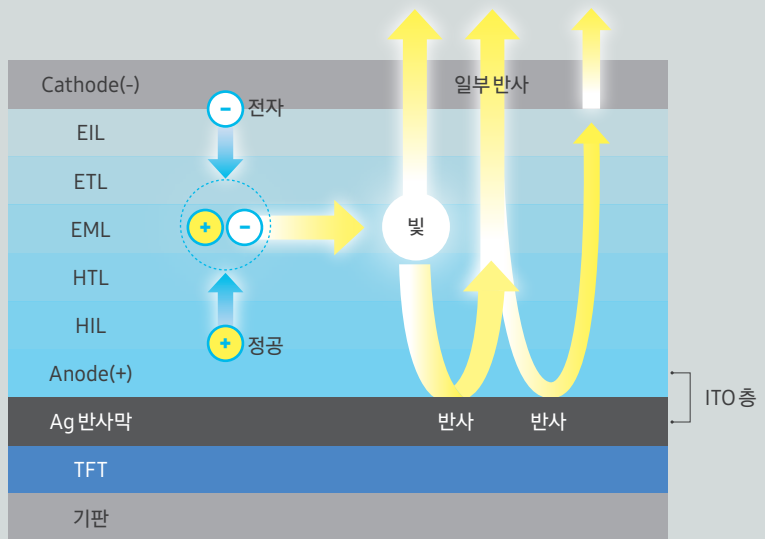 Cathode(-)
일부 반사
- 전자
EIL
ETL
EML
+ -
빛
HTL
HIL
+ 정공
Anode(+)
ITO 층
Ag 반사막
반사
반사
TFT
기판